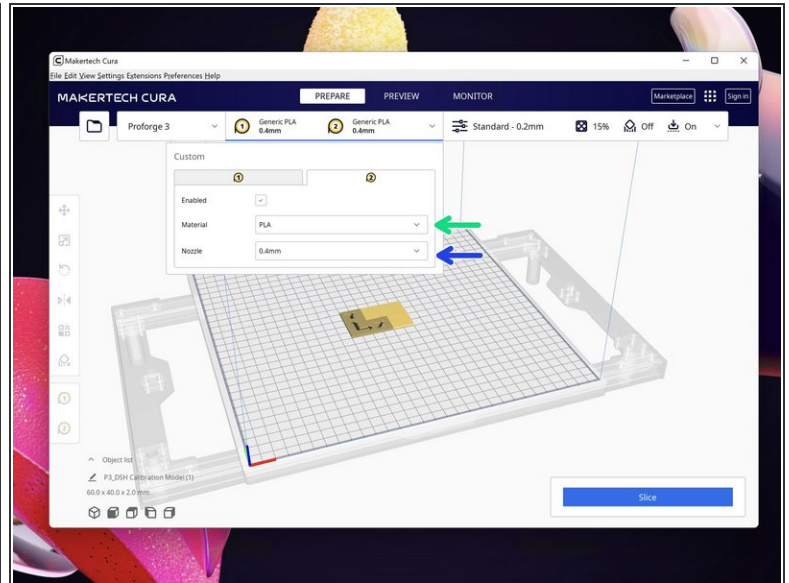 Makertech Cura
File Edit View Settings Extensions Preferences Help
MAKERTECH CURA
PREPARE
PREVIEW
MONITOR
Marketplace
Sign in
Proforge 3
1
Generic PLA
0.4mm
2
Generic PLA
0.4mm
Standard - 0.2mm
15%
Off
On
Custom
1
2
Enabled
Material
PLA
Nozzle
0.4mm
1
2
Object list
P3_DSH Calibration Model(1)
60.0 x 40.0 x 2.0 mm
Slice